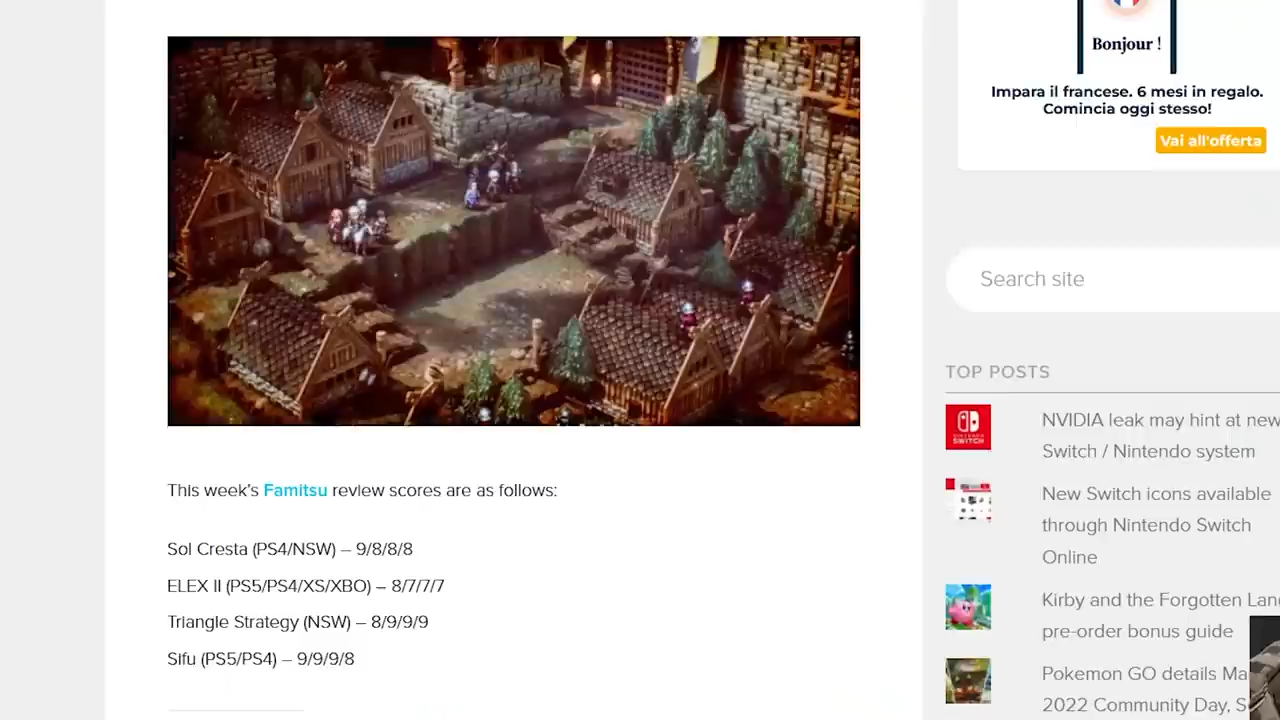 Bonjour !
Impara il francese. 6 mesi in regalo.
Comincia oggi stesso!
Vai all'offerta
Search site
TOP POSTS
NVIDIA leak may hint at new
Switch / Nintendo system
New Switch icons available
through Nintendo Switch
Online
Kirby and the Forgotten Land
pre-order bonus guide
Pokemon GO details Ma
2022 Community Day, S
This week's Famitsu review scores are as follows:
Sol Cresta (PS4/NSW) – 9/8/8/8
ELEX II (PS5/PS4/XS/XBO) – 8/7/7/7
Triangle Strategy (NSW) – 8/9/9/9
Sifu (PS5/PS4) – 9/9/9/8